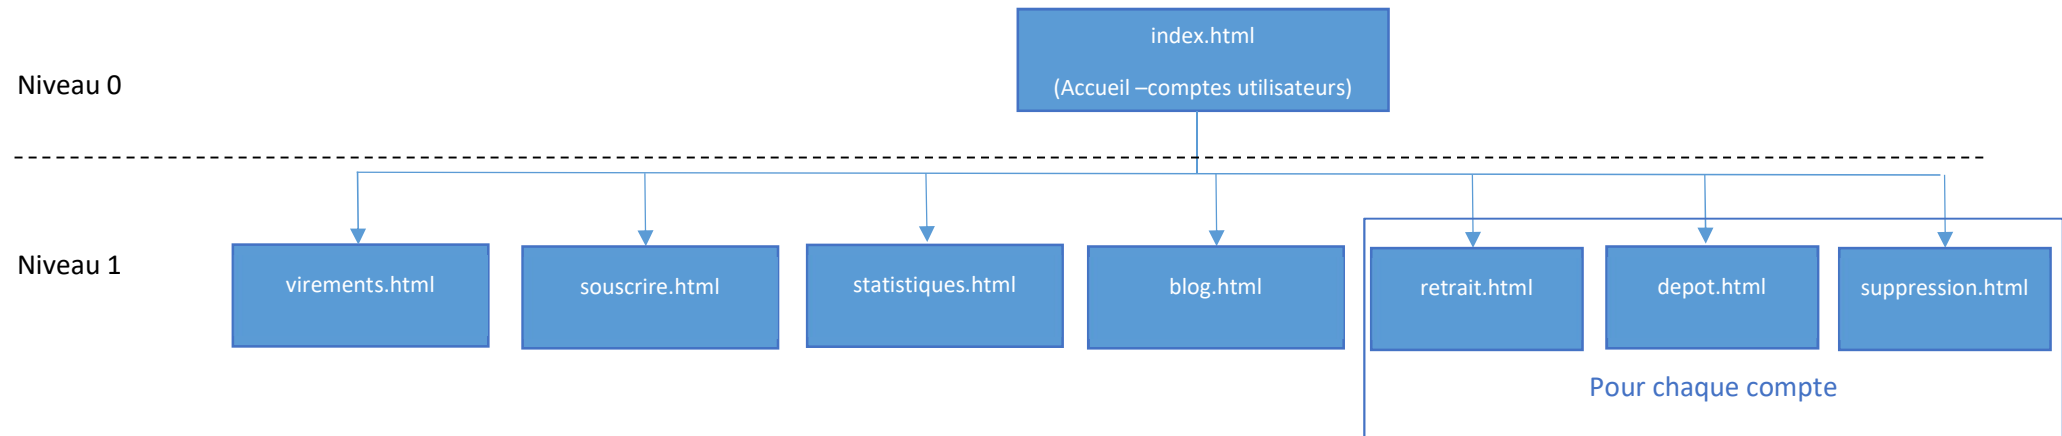 index.html
(Accueil –comptes utilisateurs)
Niveau 0
Niveau 1
virements.html
souscrire.html
statistiques.html
blog.html
retrait.html
depot.html
suppression.html
Pour chaque compte